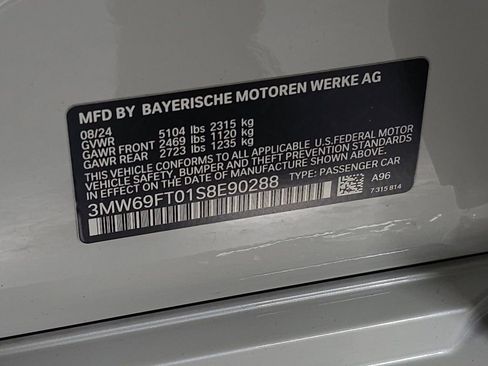 MFD BY BAYERISCHE MOTOREN WERKE AG
08/24 5104 lbs 2315 kg
GVWR
GAWR FRONT 2469 lbs 1120 kg
GAWR REAR 2723 lbs 1235 kg
THIS VEHICLE CONFORMS TO ALL APPLICABLE U.S.FEDERAL MOTOR
VEHICLE SAFETY, BUMPER AND THEFT PREVENTION STANDARDS
IN EFFECT ON THE DATE OF MANUFACTURE SHOWN ABOVE.
3MW69FT01S8E90288 TYPE: PASSENGER CAR
A96
7 315 814